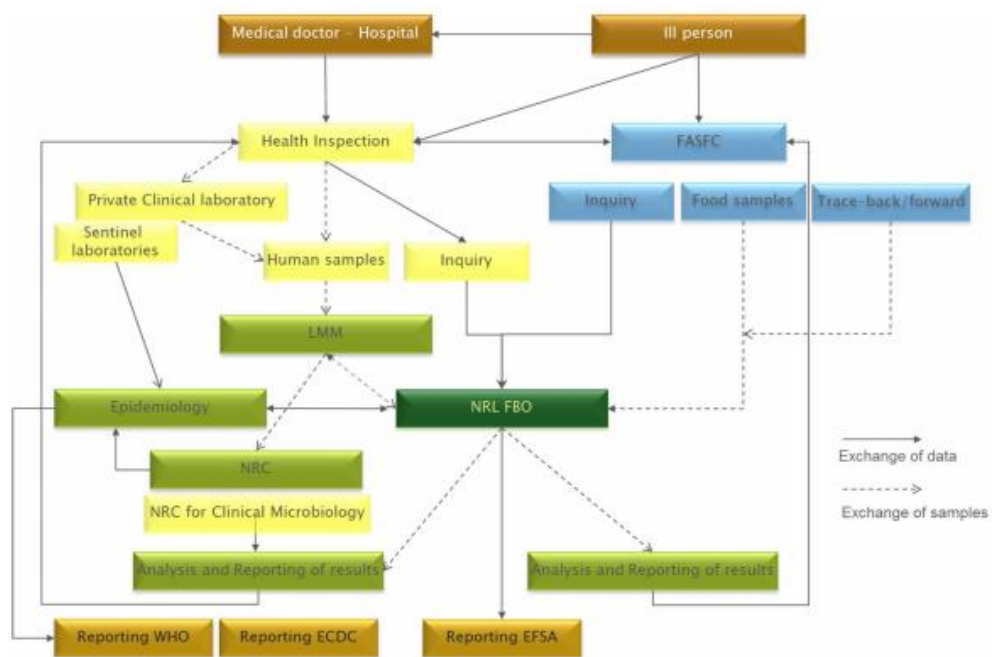 Medical doctor - Hospital
Ill person
Health Inspection
FASFC
Private Clinical laboratory
Inquiry
Food samples
Trace-back/forward
Sentinel
laboratories
Human samples
Inquiry
LMM
Epidemiology
NRL FBO
NRC
Exchange of data
NRC for Clinical Microbiology
Exchange of samples
Analysis and Reporting of results
Analysis and Reporting of results
Reporting WHO
Reporting ECDC
Reporting EFSA